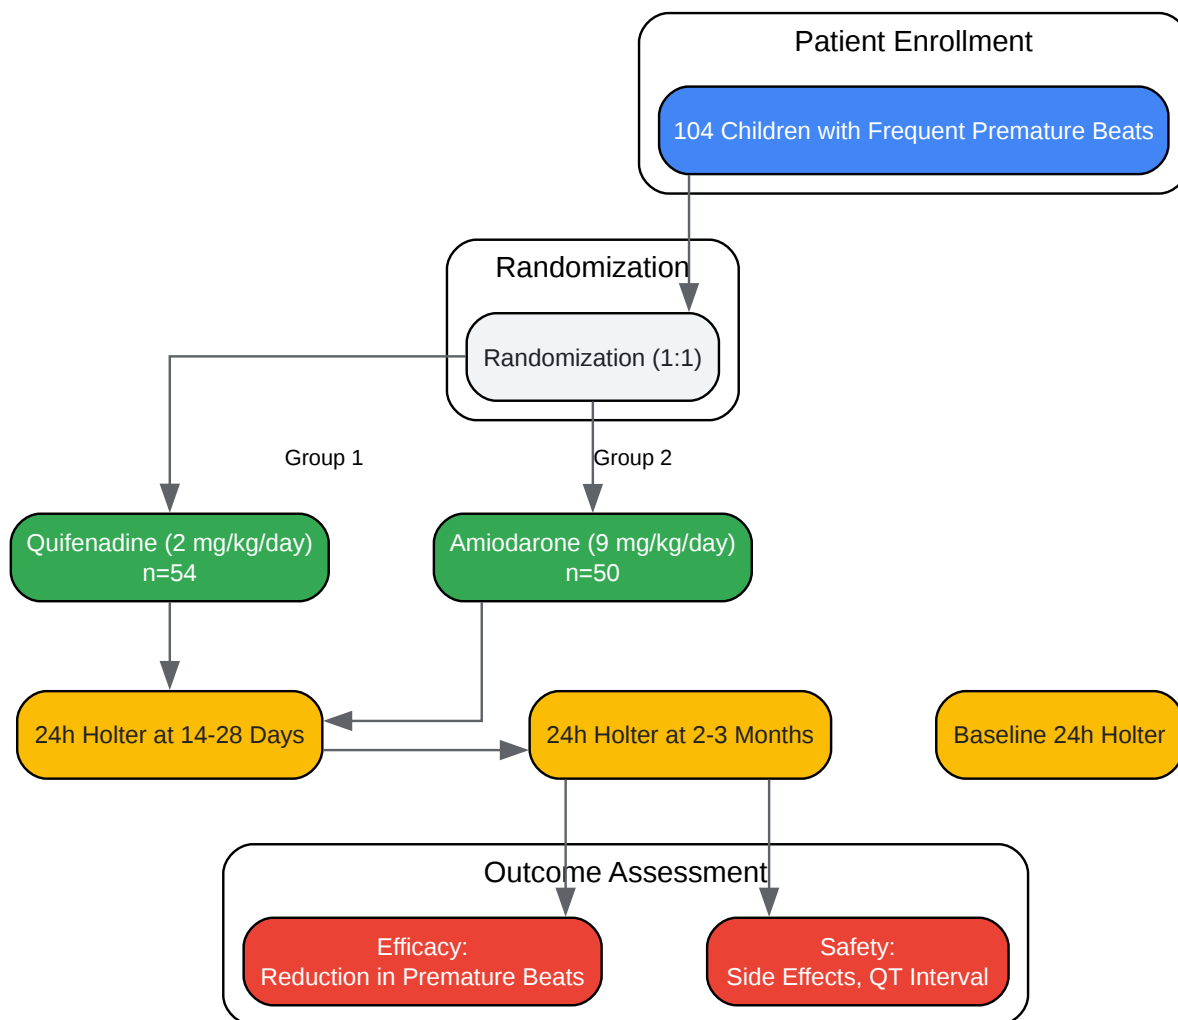 Patient Enrollment
104 Children with Frequent Premature Beats
Randomization
Randomization (1:1)
Group 1
Group 2
Quifenadine (2 mg/kg/day)
n=54
Amiodarone (9 mg/kg/day)
n=50
24h Holter at 14-28 Days
24h Holter at 2-3 Months
Baseline 24h Holter
Outcome Assessment
Efficacy:
Reduction in Premature Beats
Safety:
Side Effects, QT Interval